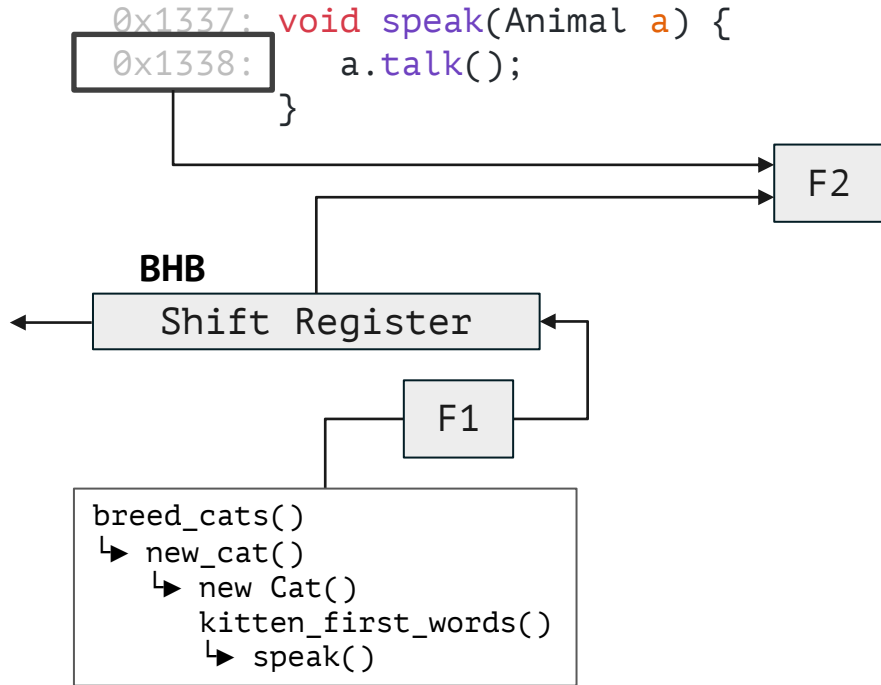 0x1337: void speak(Animal a) {
0x1338: a.talk();
}
F2
BHB
Shift Register
F1
breed_cats()
↳ new_cat()
↳ new Cat()
kitten_first_words()
↳ speak()